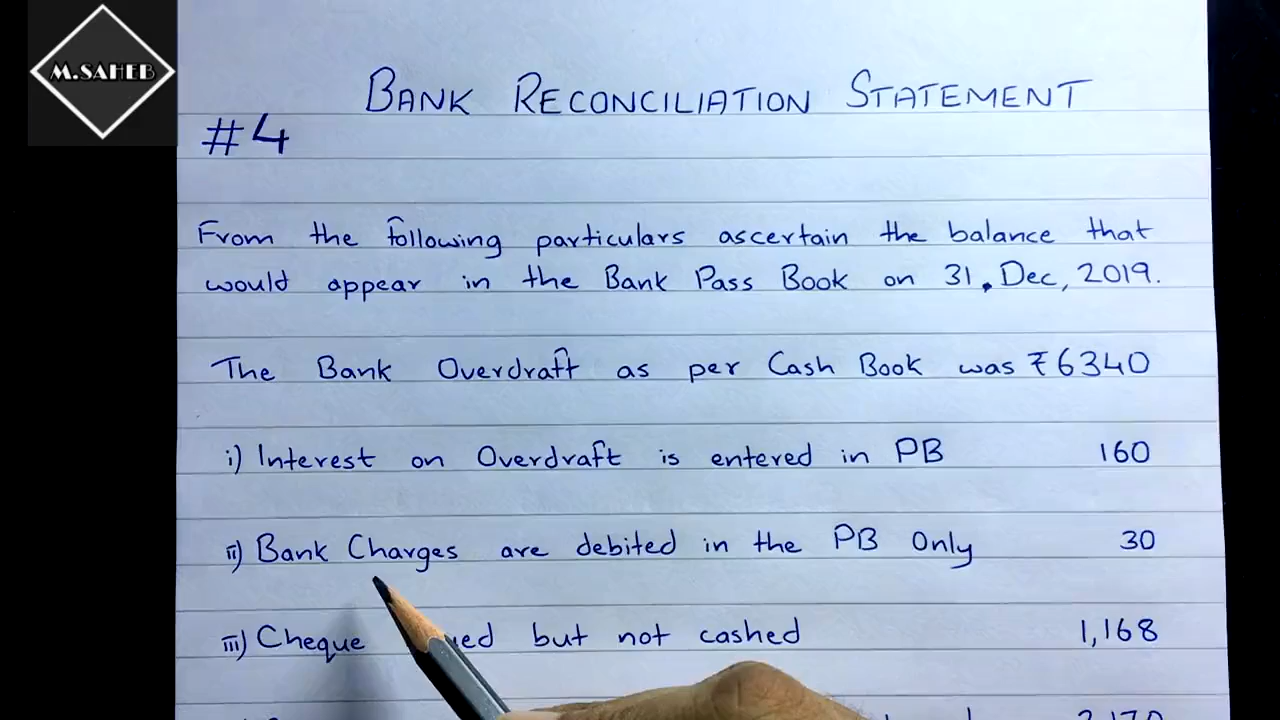 M.SAHEB
BANK RECONCILIATION STATEMENT
#4
From the following particulars ascertain the balance that
would appear in the Bank Pass Book on 31, Dec, 2019.
The Bank Overdraft as per Cash Book was ₹6340
i) Interest on Overdraft is entered in PB 160
ii) Bank Charges are debited in the PB Only 30
iii) Cheque but not cashed 1,168